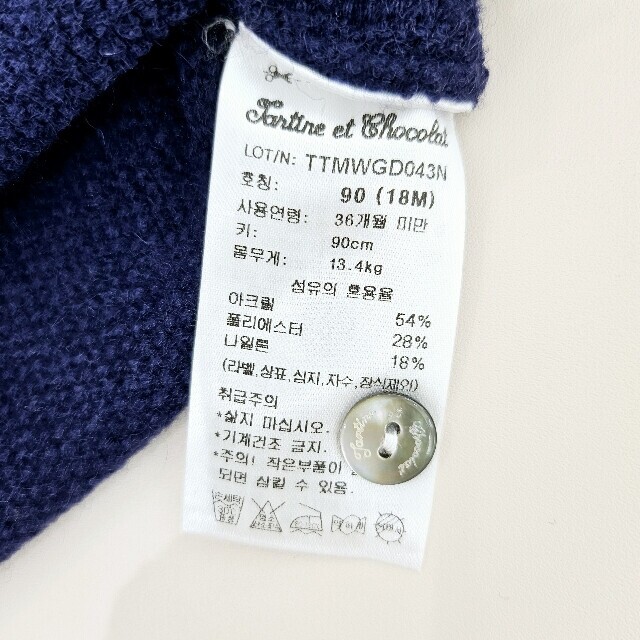 Tartine et Chocolat
LOT/N: TTMWGD043N
호칭: 90 (18M)
사용연령: 36개월 미만
키: 90cm
몸무게: 13.4kg
섬유의 혼용율
아크릴 54%
폴리에스터 28%
나일론 18%
(라벨,상표,심지,자수,장식제외)
취급주의
*삶지 마십시오.
*기계건조 금지.
*주의! 작은부품이
되면 삼킬 수 있음.
손세탁